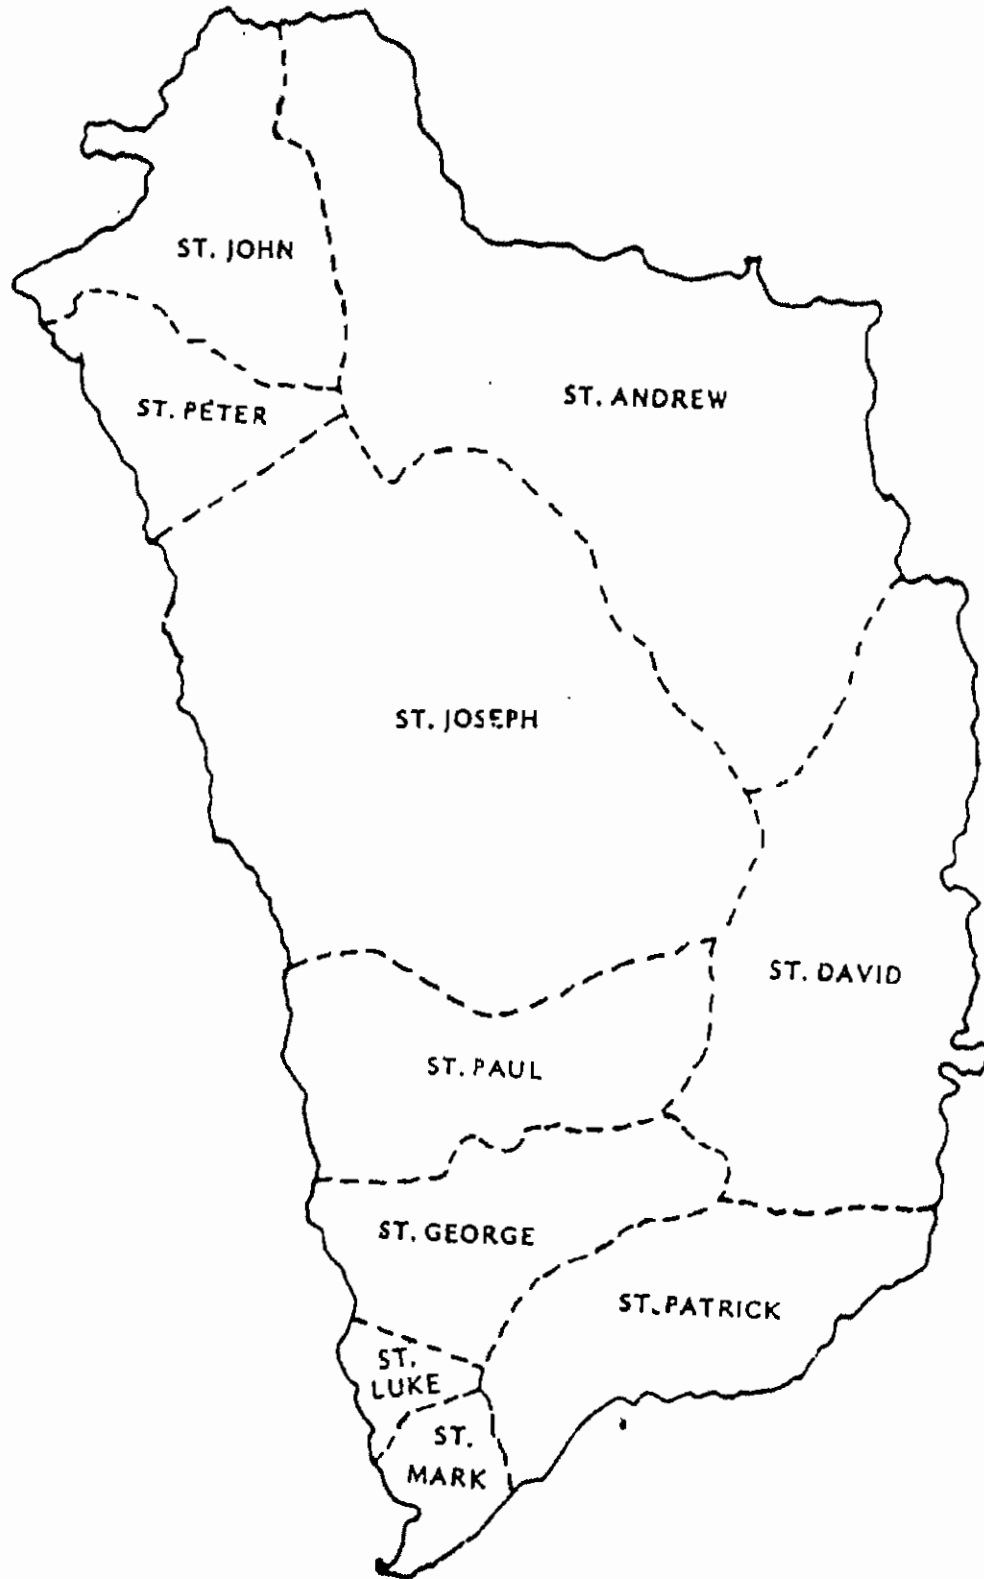 ST. JOHN
ST. PETER
ST. ANDREW
ST. JOSEPH
ST. DAVID
ST. PAUL
ST. GEORGE
ST. PATRICK
ST.
LUKE
ST.
MARK